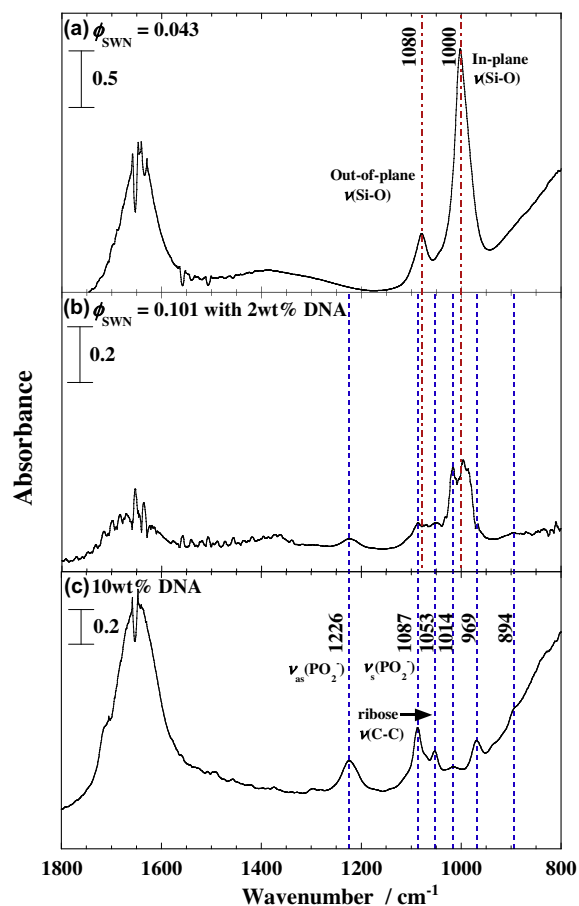 (a) ϕSWN = 0.043
0.5
1080
1000
In-plane
ν(Si-O)
Out-of-plane
ν(Si-O)
(b) ϕSWN = 0.101 with 2wt% DNA
0.2
Absorbance
(c) 10wt% DNA
0.2
1226
1087
1053
1014
969
894
νas(PO2-)
νs(PO2-)
ribose
ν(C-C)
1800 1600 1400 1200 1000 800
Wavenumber / cm-1